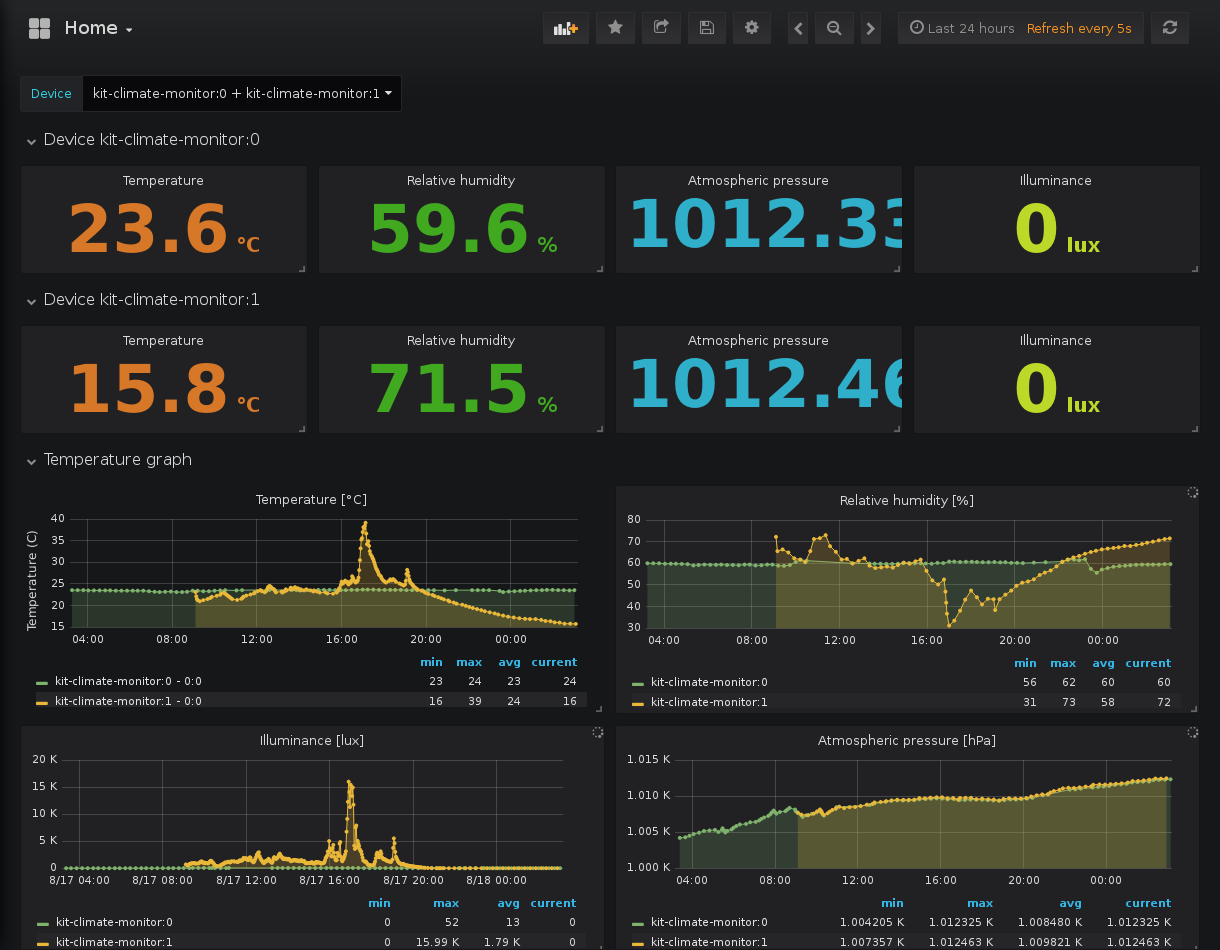 Home
Last 24 hours Refresh every 5s
Device kit-climate-monitor:0 + kit-climate-monitor:1
Device kit-climate-monitor:0
Temperature Relative humidity Atmospheric pressure Illuminance
23.6 °C 59.6 % 1012.33 0 lux
Device kit-climate-monitor:1
Temperature Relative humidity Atmospheric pressure Illuminance
15.8 °C 71.5 % 1012.46 0 lux
Temperature graph
Temperature [°C]
Temperature (C)
40
35
30
25
20
15
04:00 08:00 12:00 16:00 20:00 00:00
min max avg current
kit-climate-monitor:0 - 0:0 23 24 23 24
kit-climate-monitor:1 - 0:0 16 39 24 16
Relative humidity [%]
80
70
60
50
40
30
04:00 08:00 12:00 16:00 20:00 00:00
min max avg current
kit-climate-monitor:0 56 62 60 60
kit-climate-monitor:1 31 73 58 72
Illuminance [lux]
20 K
15 K
10 K
5 K
0
8/17 04:00 8/17 08:00 8/17 12:00 8/17 16:00 8/17 20:00 8/18 00:00
min max avg current
kit-climate-monitor:0 0 52 13 0
kit-climate-monitor:1 0 15.99 K 1.79 K 0
Atmospheric pressure [hPa]
1.015 K
1.010 K
1.005 K
1.000 K
04:00 08:00 12:00 16:00 20:00 00:00
min max avg current
kit-climate-monitor:0 1.004205 K 1.012325 K 1.008480 K 1.012325 K
kit-climate-monitor:1 1.007357 K 1.012463 K 1.009821 K 1.012463 K